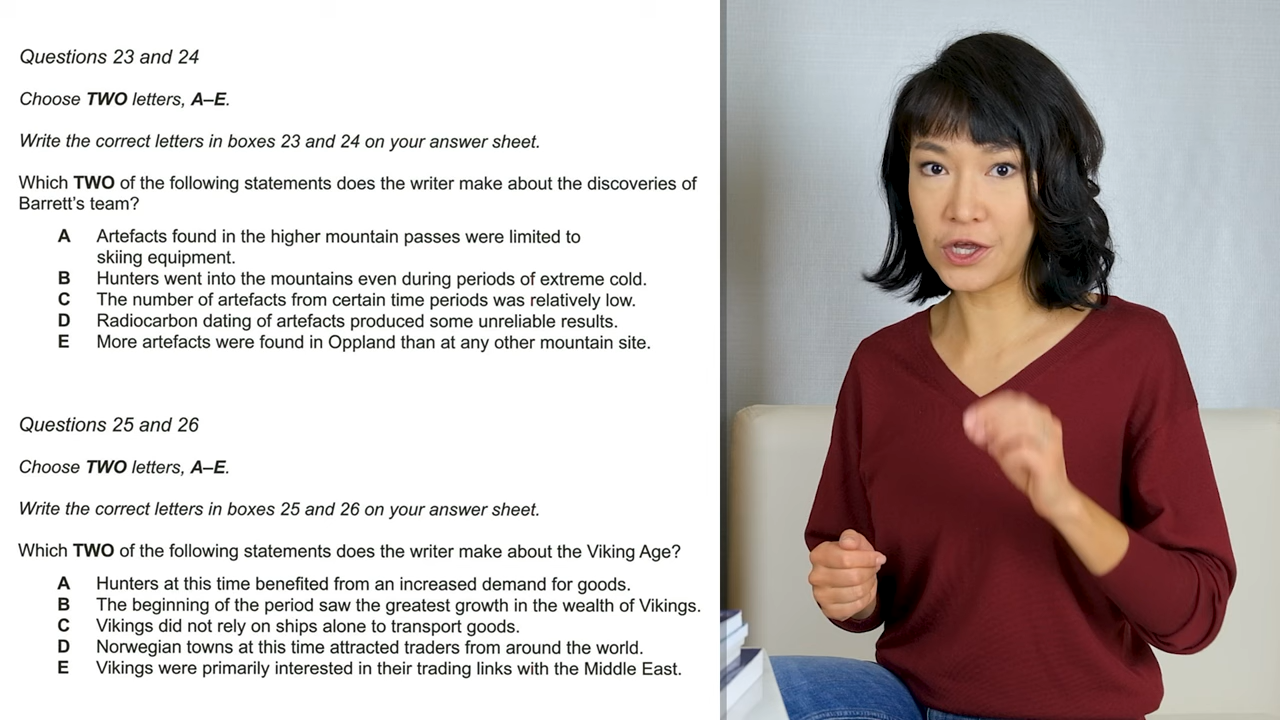 Questions 23 and 24
Choose TWO letters, A–E.
Write the correct letters in boxes 23 and 24 on your answer sheet.
Which TWO of the following statements does the writer make about the discoveries of
Barrett's team?
A Artefacts found in the higher mountain passes were limited to
skiing equipment.
B Hunters went into the mountains even during periods of extreme cold.
C The number of artefacts from certain time periods was relatively low.
D Radiocarbon dating of artefacts produced some unreliable results.
E More artefacts were found in Oppland than at any other mountain site.
Questions 25 and 26
Choose TWO letters, A–E.
Write the correct letters in boxes 25 and 26 on your answer sheet.
Which TWO of the following statements does the writer make about the Viking Age?
A Hunters at this time benefited from an increased demand for goods.
B The beginning of the period saw the greatest growth in the wealth of Vikings.
C Vikings did not rely on ships alone to transport goods.
D Norwegian towns at this time attracted traders from around the world.
E Vikings were primarily interested in their trading links with the Middle East.